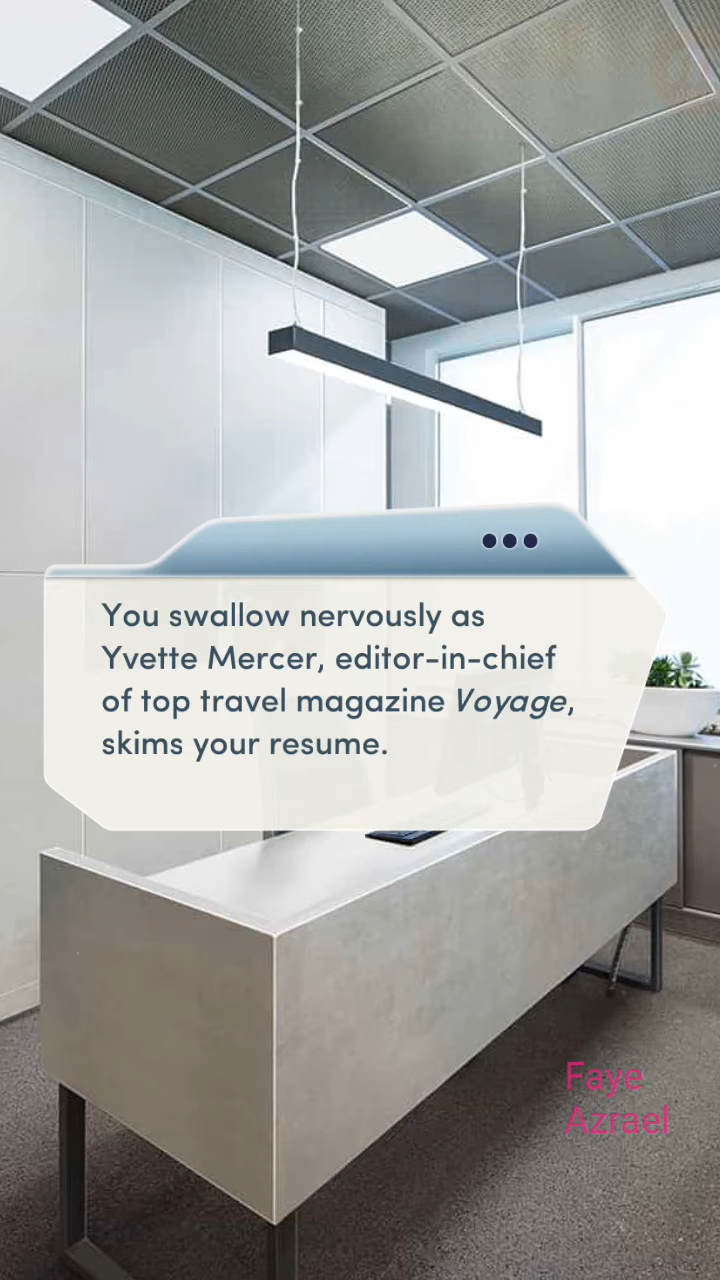 You swallow nervously as
Yvette Mercer, editor-in-chief
of top travel magazine Voyage,
skims your resume.
Faye
Azrael